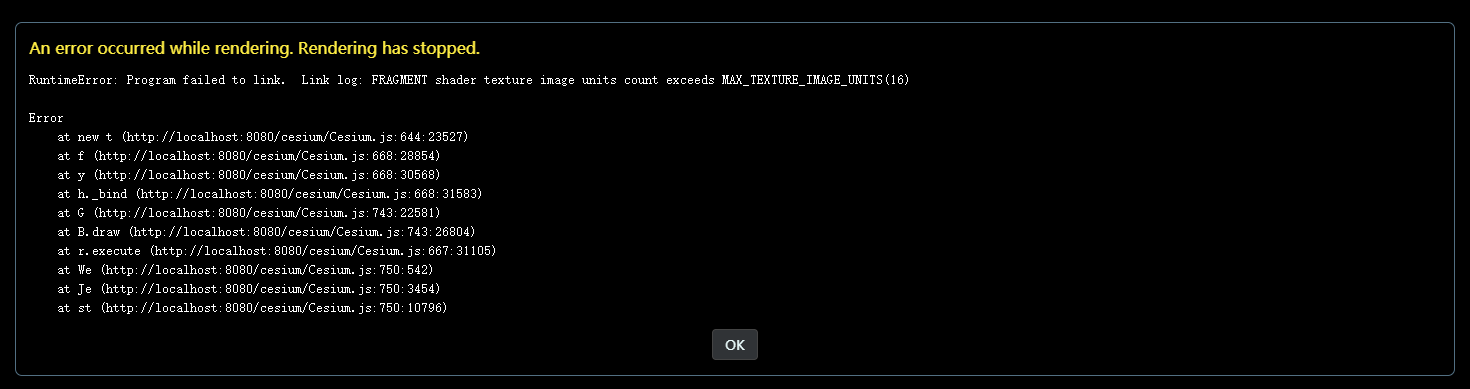 An error occurred while rendering. Rendering has stopped.
RuntimeError: Program failed to link.  Link log: FRAGMENT shader texture image units count exceeds MAX_TEXTURE_IMAGE_UNITS(16)
Error
at new t (http://localhost:8080/cesium/Cesium.js:644:23527)
at f (http://localhost:8080/cesium/Cesium.js:668:28854)
at y (http://localhost:8080/cesium/Cesium.js:668:30568)
at h._bind (http://localhost:8080/cesium/Cesium.js:668:31583)
at G (http://localhost:8080/cesium/Cesium.js:743:22581)
at B.draw (http://localhost:8080/cesium/Cesium.js:743:26804)
at r.execute (http://localhost:8080/cesium/Cesium.js:667:31105)
at We (http://localhost:8080/cesium/Cesium.js:750:542)
at Je (http://localhost:8080/cesium/Cesium.js:750:3454)
at st (http://localhost:8080/cesium/Cesium.js:750:10796)
OK